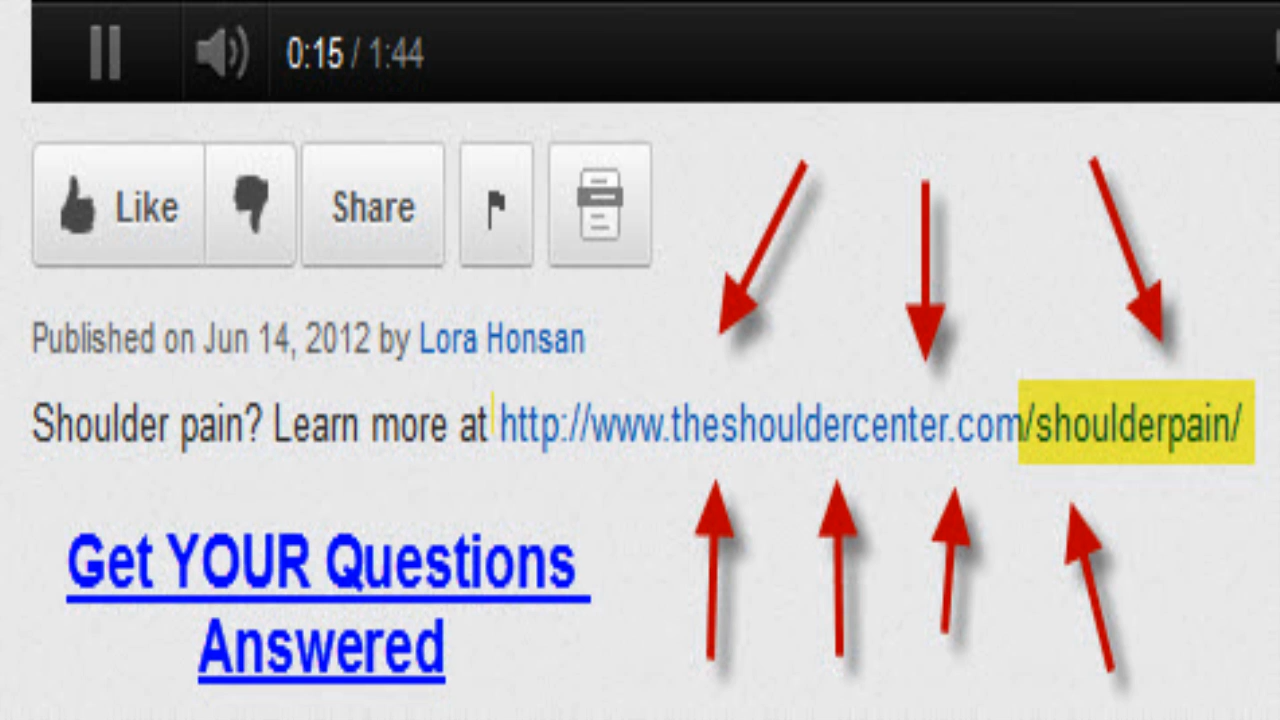 0:15 / 1:44
Like Share
Published on Jun 14, 2012 by Lora Honsan
Shoulder pain? Learn more at http://www.theshouldercenter.com/shoulderpain/
Get YOUR Questions
Answered